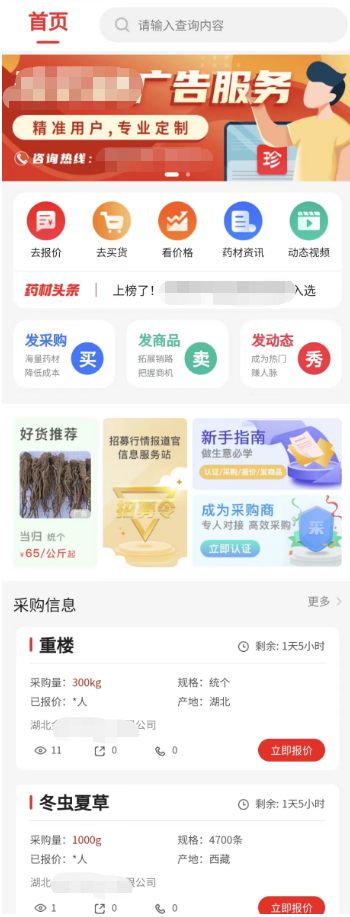 首页
请输入查询内容
广告服务
精准用户,专业定制
咨询热线:
珍
去报价
去买货
看价格
药材资讯
动态视频
药材头条
上榜了!
入选
发采购
海量药材
降低成本
买
发商品
拓展销路
把握商机
卖
发动态
成为热门
赚人脉
秀
好货推荐
当归 统个
¥65/公斤起
招募行情报道官
信息服务站
招募令
新手指南
做生意必学
认证/采购/报价/发商品
成为采购商
专人对接 高效采购
立即认证
采
采购信息
更多
重楼
剩余: 1天5小时
采购量: 300kg
规格: 统个
已报价: *人
产地: 湖北
湖北
公司
11
0
0
立即报价
冬虫夏草
剩余: 1天5小时
采购量: 1000g
规格: 4700条
已报价: *人
产地: 西藏
湖北
公司
1
0
0
立即报价